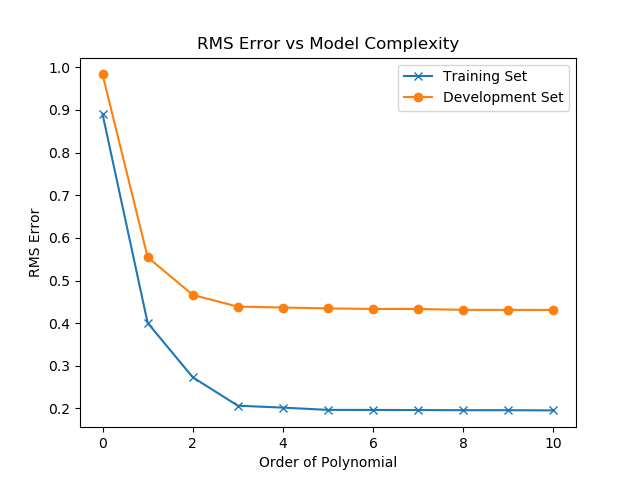 RMS Error vs Model Complexity
1.0
0.9
0.8
0.7
0.6
0.5
0.4
0.3
0.2
RMS Error
Training Set
Development Set
0 2 4 6 8 10
Order of Polynomial